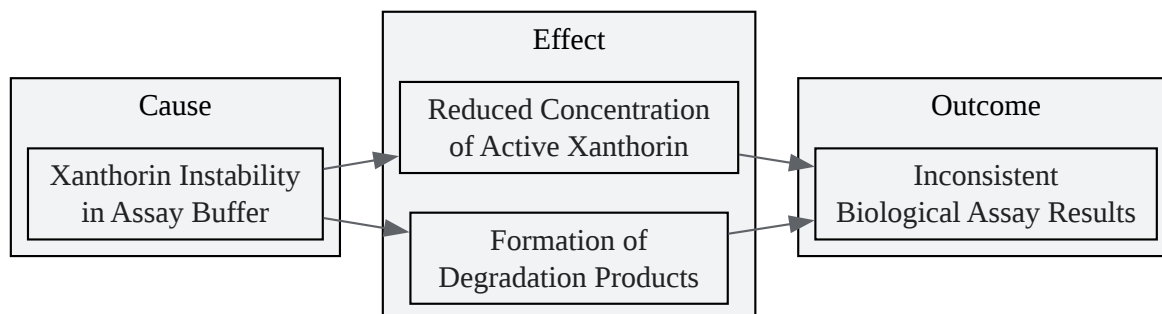 Cause
Xanthorin Instability
in Assay Buffer
Effect
Reduced Concentration
of Active Xanthorin
Formation of
Degradation Products
Outcome
Inconsistent
Biological Assay Results